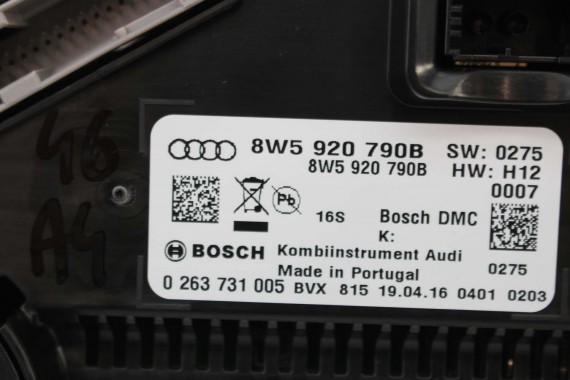 46
A4
8W5 920 790B SW: 0275
8W5 920 790B HW: H12
0007
Pb
16S Bosch DMC
K:
BOSCH Kombiinstrument Audi
Made in Portugal 0275
0 263 731 005 BVX 815 19.04.16 0401 0203